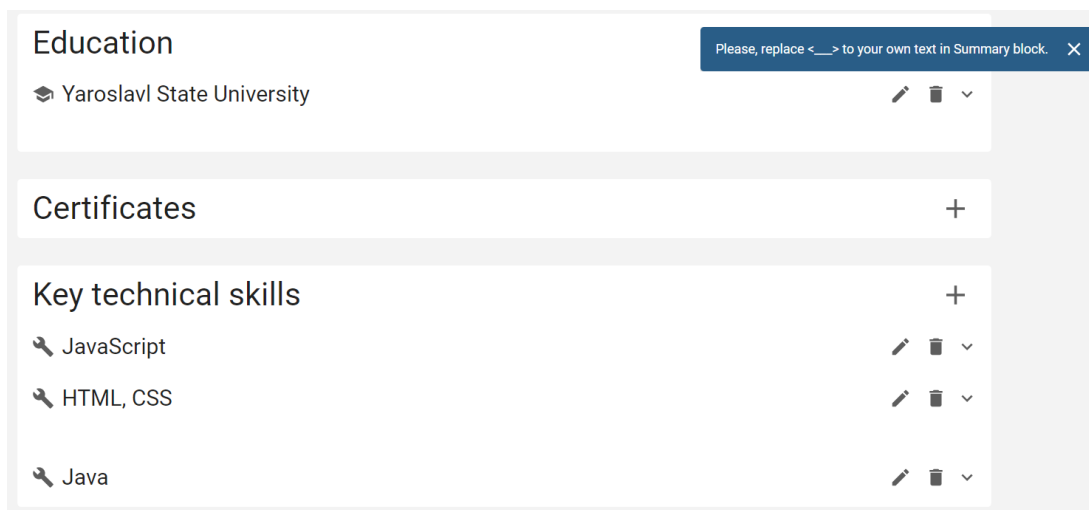 Education
Please, replace <___> to your own text in Summary block.
Yaroslavl State University
Certificates
Key technical skills
JavaScript
HTML, CSS
Java